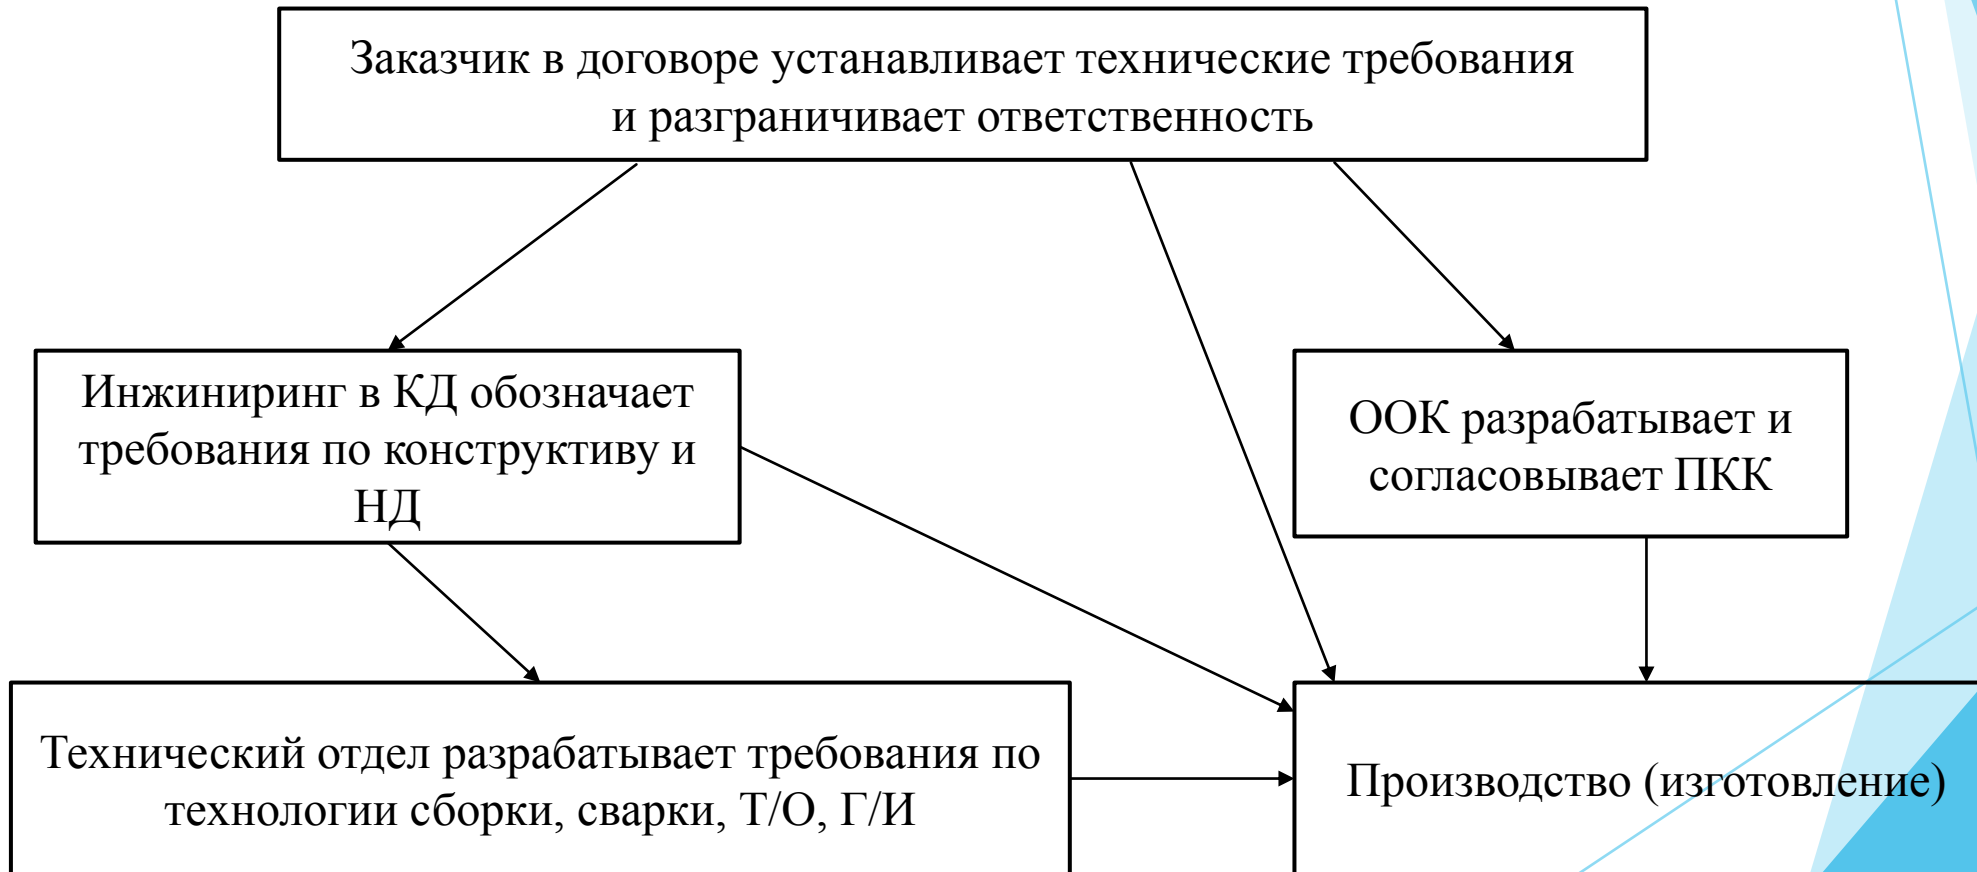 Заказчик в договоре устанавливает технические требования
и разграничивает ответственность
Инжиниринг в КД обозначает
требования по конструктиву и
НД
ООК разрабатывает и
согласовывает ПКК
Технический отдел разрабатывает требования по
технологии сборки, сварки, Т/О, Г/И
Производство (изготовление)